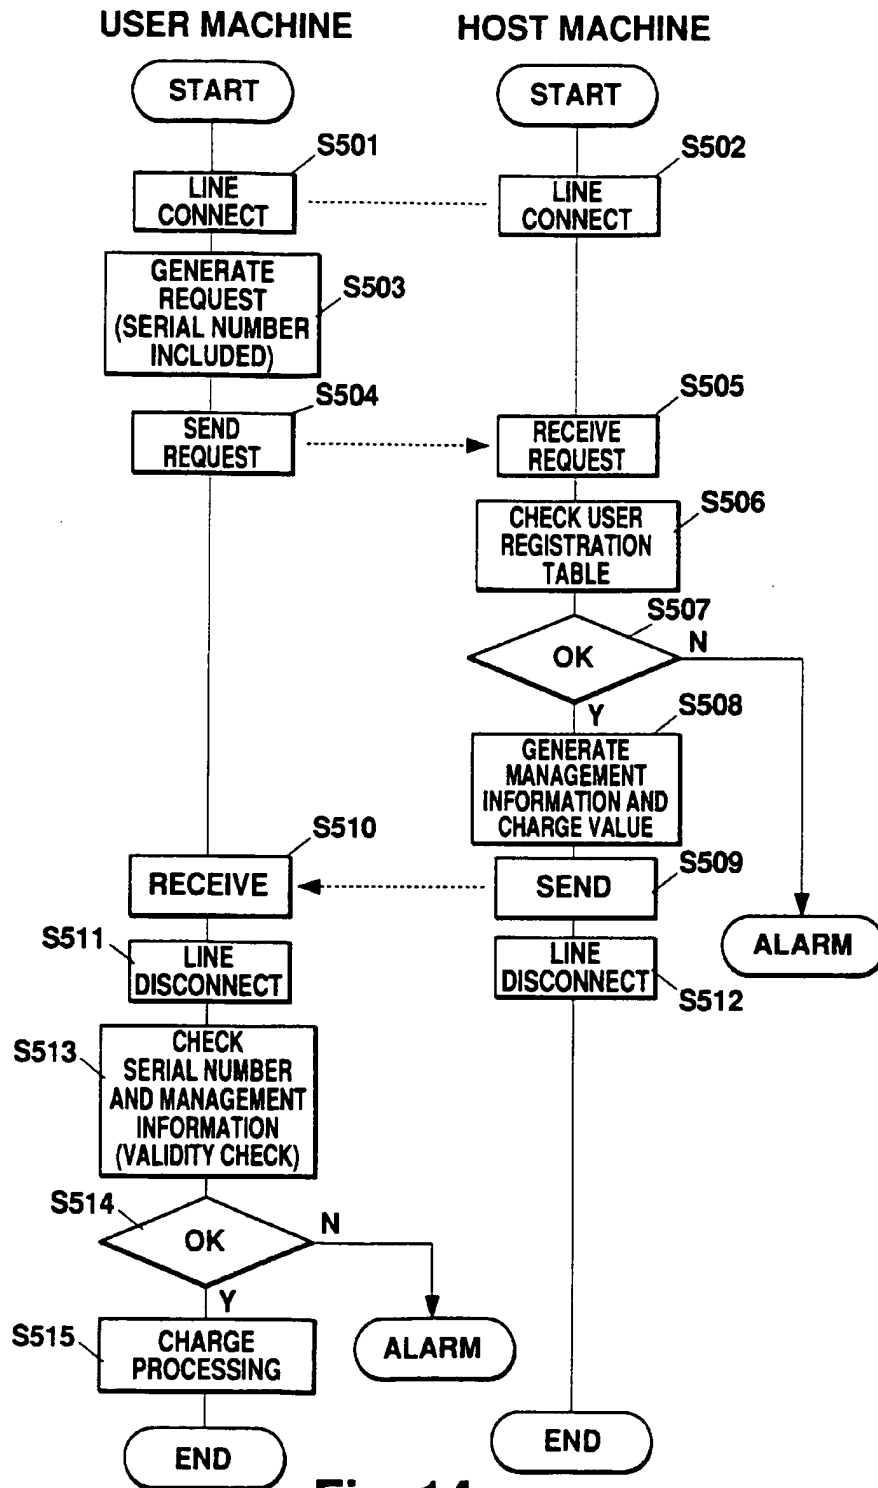 USER MACHINE
HOST MACHINE
START
START
S501
S502
LINE
CONNECT
LINE
CONNECT
GENERATE
REQUEST
(SERIAL NUMBER
INCLUDED)
S503
S504
S505
SEND
REQUEST
RECEIVE
REQUEST
S506
CHECK USER
REGISTRATION
TABLE
S507
OK
N
Y
S508
GENERATE
MANAGEMENT
INFORMATION AND
CHARGE VALUE
S510
S509
RECEIVE
SEND
ALARM
S511
LINE
DISCONNECT
LINE
DISCONNECT
S512
S513
CHECK
SERIAL NUMBER
AND MANAGEMENT
INFORMATION
(VALIDITY CHECK)
S514
OK
N
Y
S515
CHARGE
PROCESSING
ALARM
END
END
Fig. 14